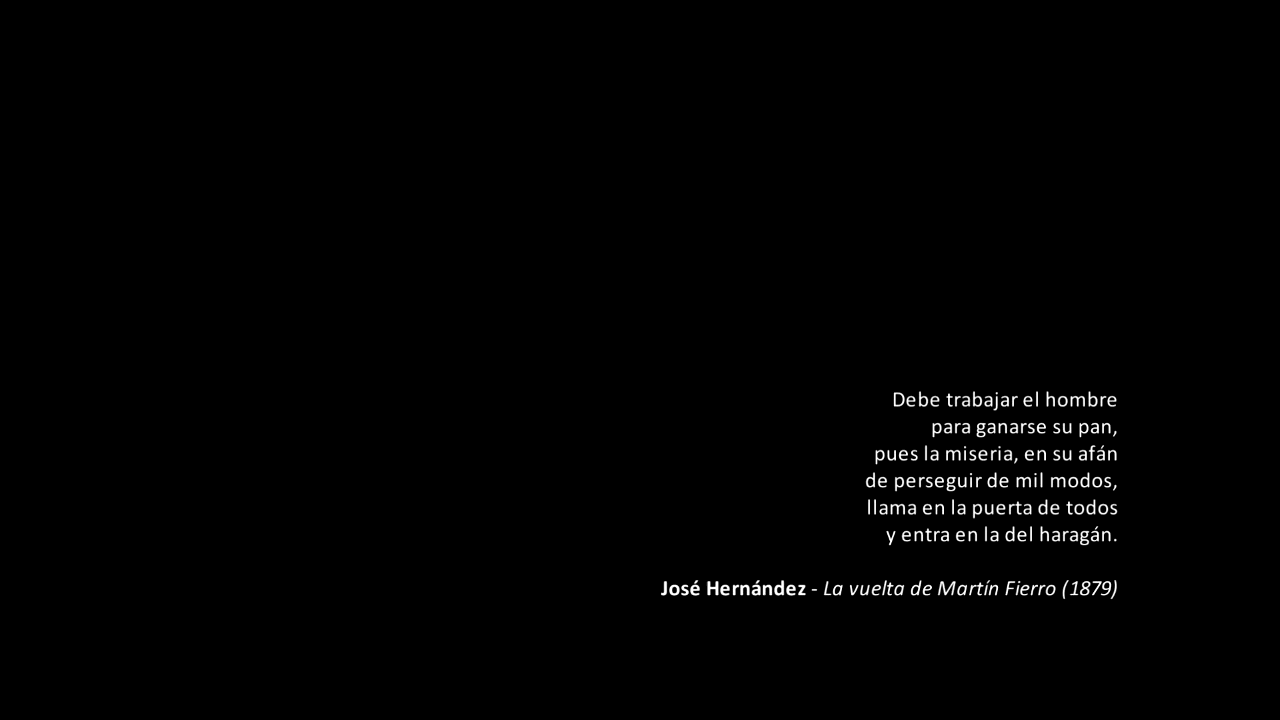 Debe trabajar el hombre
para ganarse su pan,
pues la miseria, en su afán
de perseguir de mil modos,
llama en la puerta de todos
y entra en la del haragán.
José Hernández - La vuelta de Martín Fierro (1879)